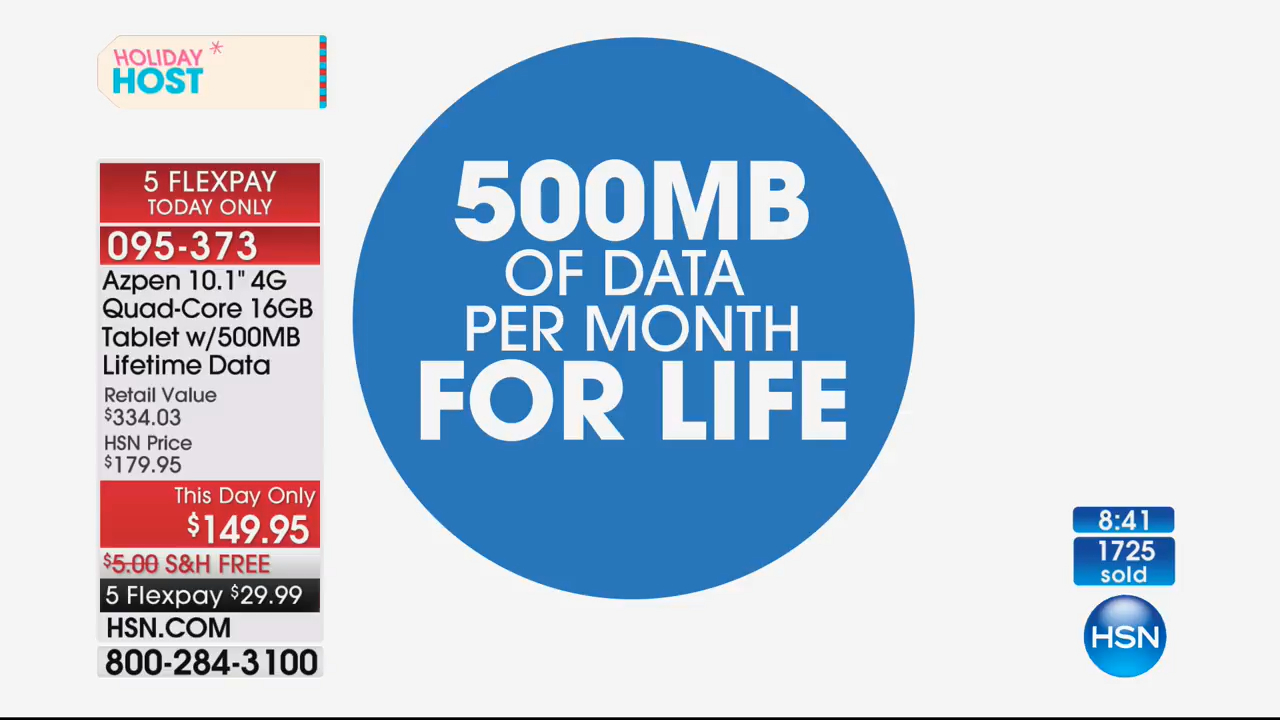 HOLIDAY
HOST
5 FLEXPAY
TODAY ONLY
095-373
Azpen 10.1" 4G
Quad-Core 16GB
Tablet w/500MB
Lifetime Data
Retail Value
$334.03
HSN Price
$179.95
This Day Only
$149.95
$5.00 S&H FREE
5 Flexpay $29.99
HSN.COM
800-284-3100
500MB
OF DATA
PER MONTH
FOR LIFE
8:41
1725
sold
HSN